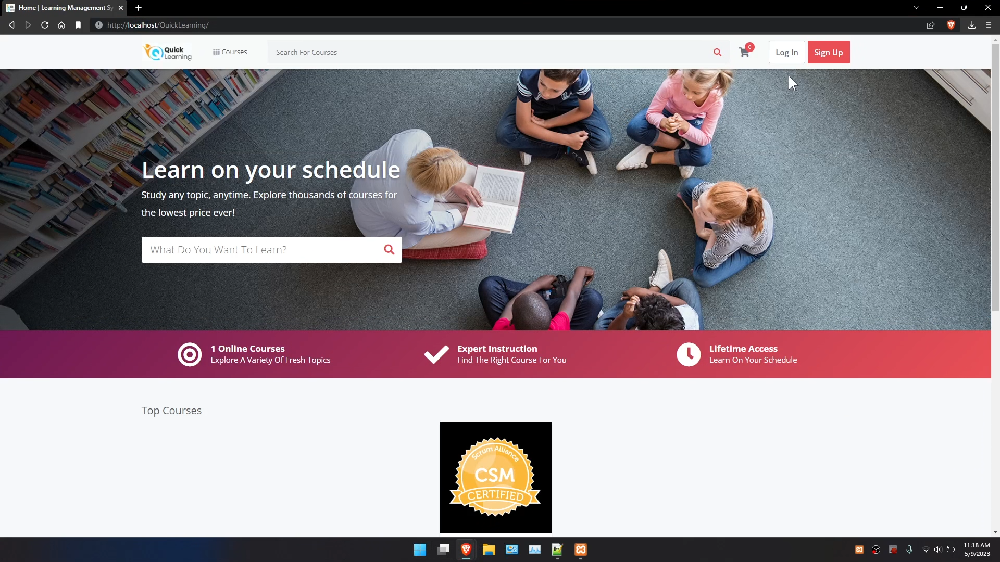 Home | Learning Management Sy
http://localhost/QuickLearning/
Quick
Learning
Courses
Search For Courses
0
Log In
Sign Up
Learn on your schedule
Study any topic, anytime. Explore thousands of courses for
the lowest price ever!
What Do You Want To Learn?
1 Online Courses
Explore A Variety Of Fresh Topics
Expert Instruction
Find The Right Course For You
Lifetime Access
Learn On Your Schedule
Top Courses
Scrum Alliance
CSM
CERTIFIED
11:18 AM
5/9/2023